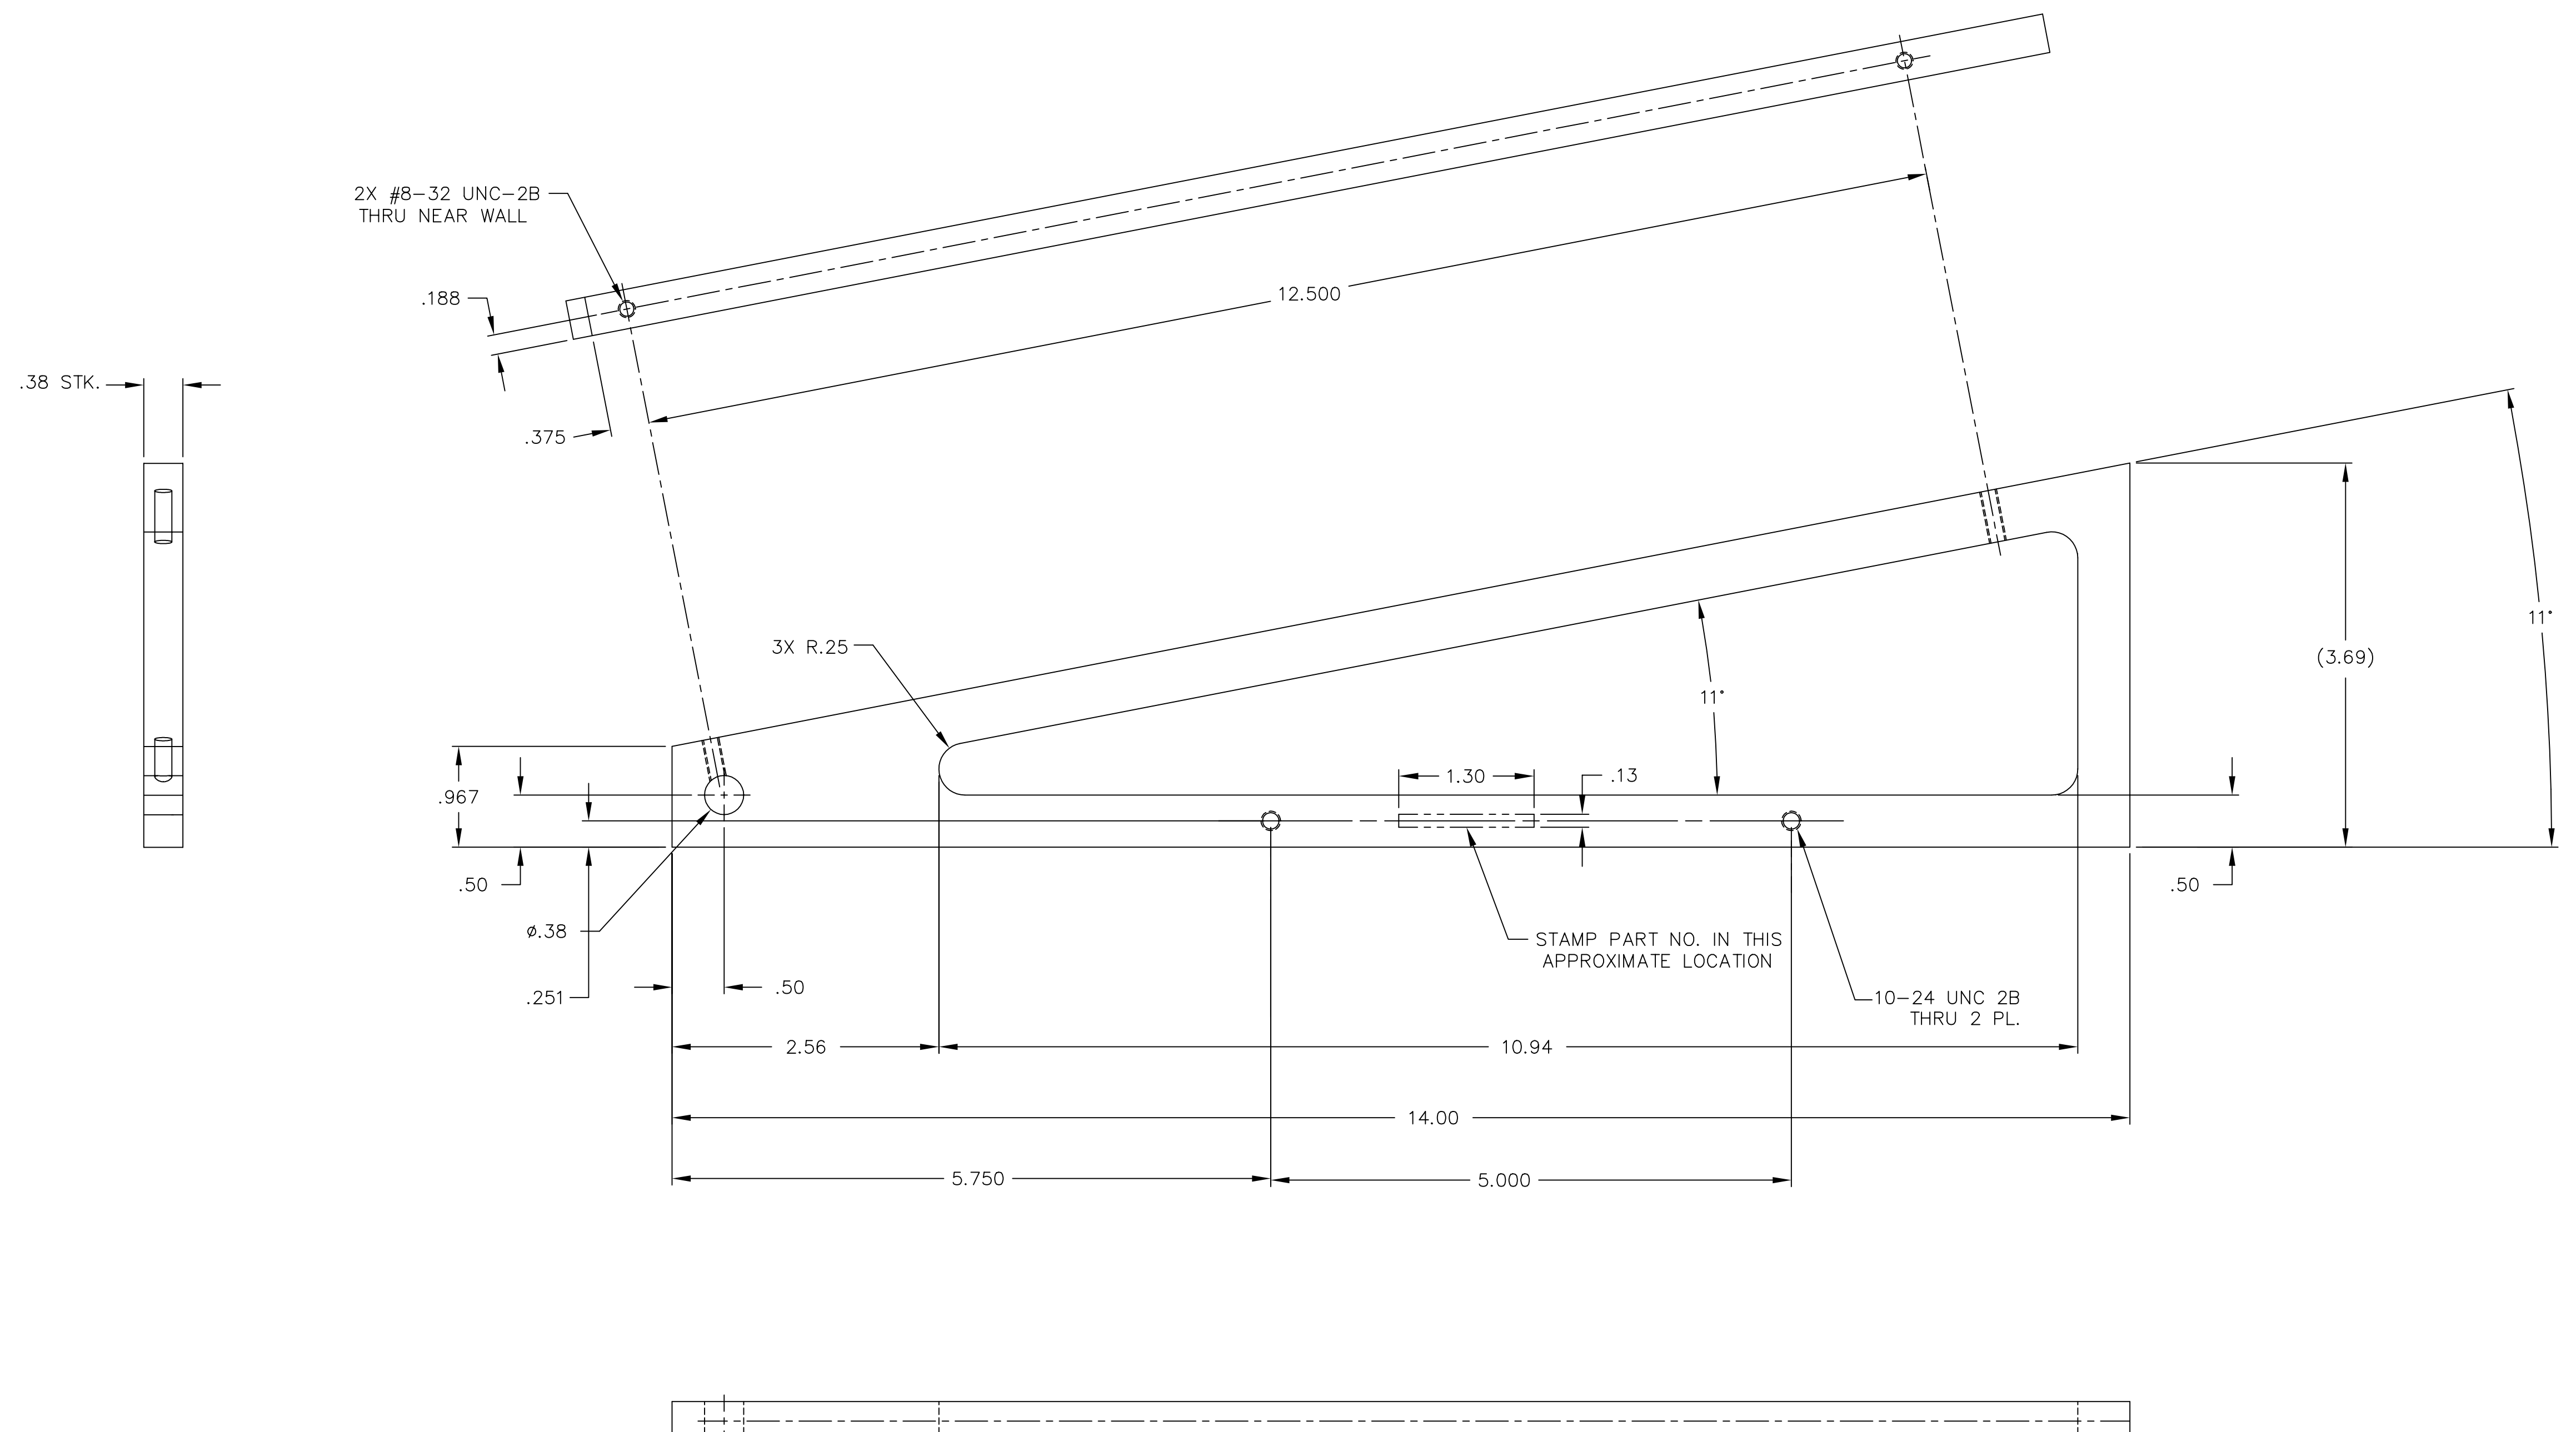 2X #8-32 UNC-2B
THRU NEAR WALL
.188
12.500
.38 STK.
.375
11°
(3.69)
3X R.25
11°
1.30
.13
.967
.50
.50
Ø.38
STAMP PART NO. IN THIS
APPROXIMATE LOCATION
.50
.251
10-24 UNC 2B
THRU 2 PL.
2.56
10.94
14.00
5.750
5.000